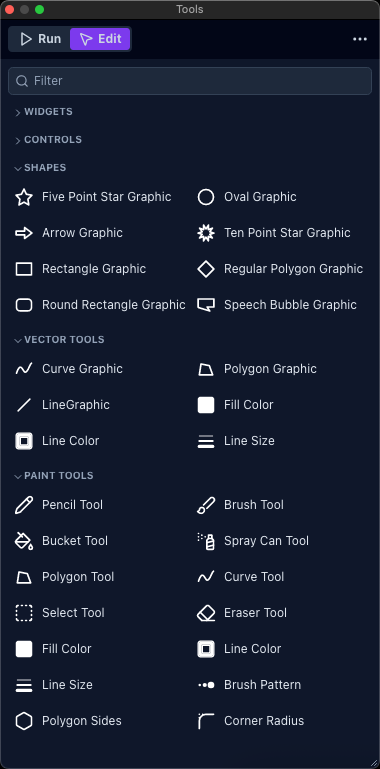 Tools
Run Edit
Filter
WIDGETS
CONTROLS
SHAPES
Five Point Star Graphic Oval Graphic
Arrow Graphic Ten Point Star Graphic
Rectangle Graphic Regular Polygon Graphic
Round Rectangle Graphic Speech Bubble Graphic
VECTOR TOOLS
Curve Graphic Polygon Graphic
LineGraphic Fill Color
Line Color Line Size
PAINT TOOLS
Pencil Tool Brush Tool
Bucket Tool Spray Can Tool
Polygon Tool Curve Tool
Select Tool Eraser Tool
Fill Color Line Color
Line Size Brush Pattern
Polygon Sides Corner Radius